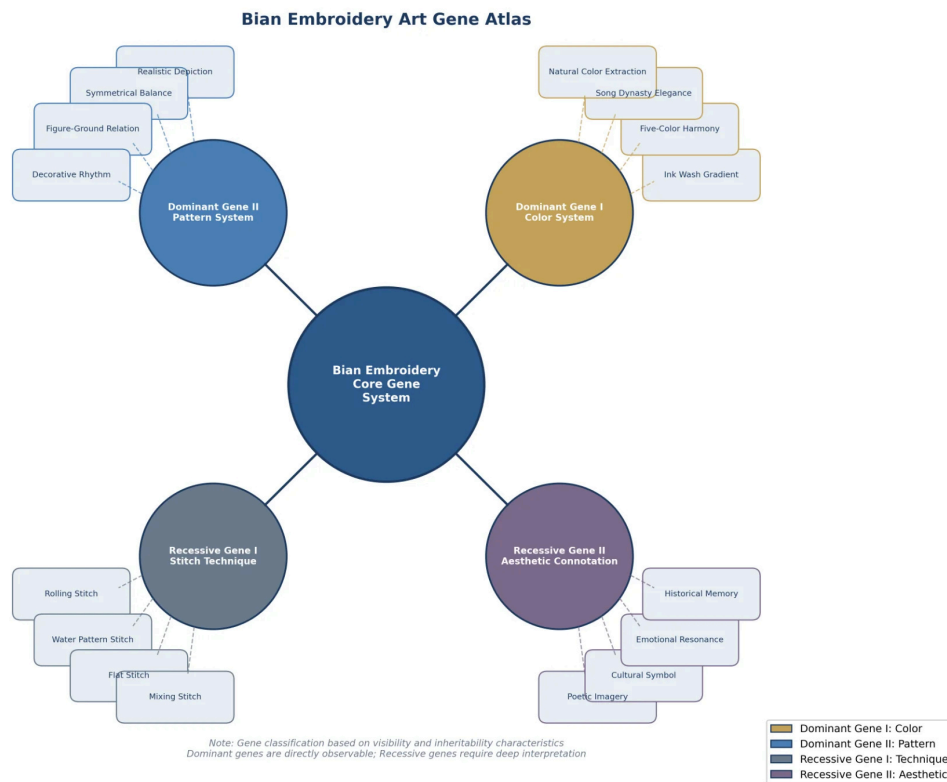 Bian Embroidery Art Gene Atlas
Realistic Depiction
Symmetrical Balance
Figure-Ground Relation
Decorative Rhythm
Natural Color Extraction
Song Dynasty Elegance
Five-Color Harmony
Ink Wash Gradient
Dominant Gene II
Pattern System
Dominant Gene I
Color System
Bian Embroidery
Core Gene
System
Recessive Gene I
Stitch Technique
Recessive Gene II
Aesthetic Connotation
Rolling Stitch
Water Pattern Stitch
Flat Stitch
Mixing Stitch
Historical Memory
Emotional Resonance
Cultural Symbol
Poetic Imagery
Note: Gene classification based on visibility and inheritability characteristics
Dominant genes are directly observable; Recessive genes require deep interpretation
Dominant Gene I: Color
Dominant Gene II: Pattern
Recessive Gene I: Technique
Recessive Gene II: Aesthetic